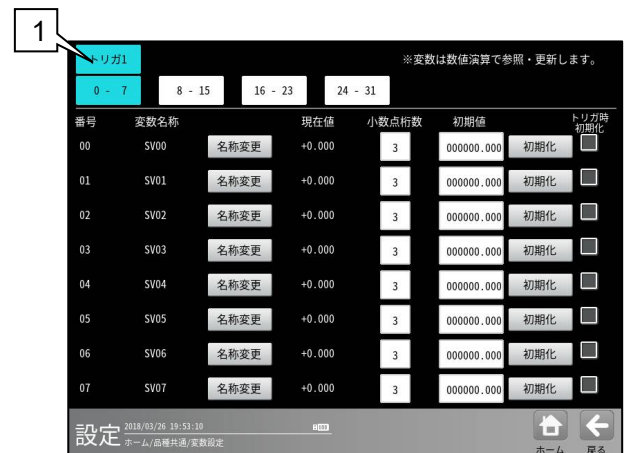 1
トリガ1
※変数は数値演算で参照・更新します。
0 - 7 8 - 15 16 - 23 24 - 31
番号 変数名称 現在値 小数点桁数 初期値 トリガ時
初期化
00 SV00 名称変更 +0.000 3 000000.000 初期化
01 SV01 名称変更 +0.000 3 000000.000 初期化
02 SV02 名称変更 +0.000 3 000000.000 初期化
03 SV03 名称変更 +0.000 3 000000.000 初期化
04 SV04 名称変更 +0.000 3 000000.000 初期化
05 SV05 名称変更 +0.000 3 000000.000 初期化
06 SV06 名称変更 +0.000 3 000000.000 初期化
07 SV07 名称変更 +0.000 3 000000.000 初期化
設定 2018/03/26 19:53:10
ホーム/品種共通/変数設定
ホーム 戻る